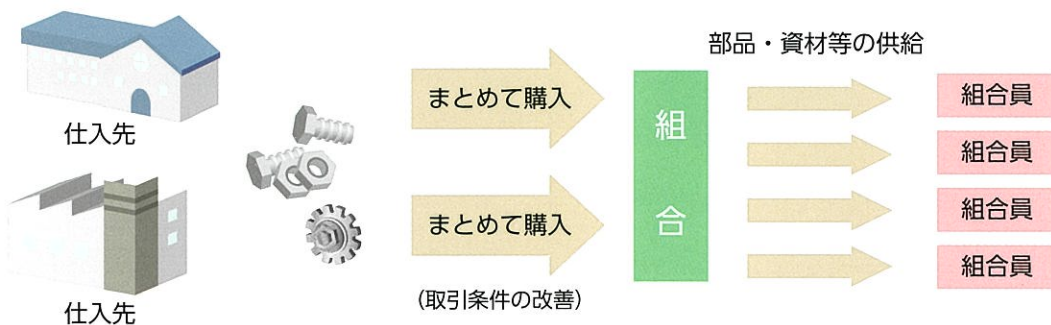 部品・資材等の供給
仕入先
まとめて購入
組合
組合員
組合員
まとめて購入
組合員
組合員
(取引条件の改善)
仕入先